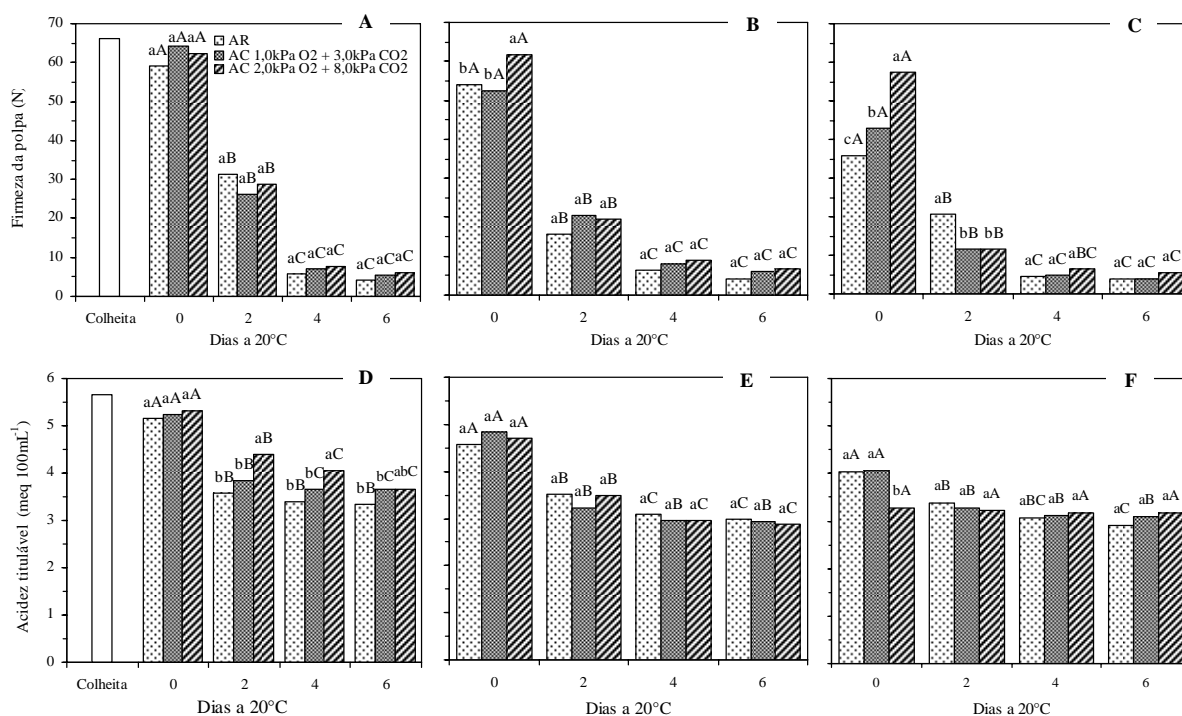 A
B
C
AR
AC 1,0kPa O2 + 3,0kPa CO2
AC 2,0kPa O2 + 8,0kPa CO2
Firmeza da polpa (N)
70
60
50
40
30
20
10
0
aA aA aA
aB aB aB
aC aC aC
aC aC aC
bA bA aA
aB aB aB
aC aC aC
aC aC aC
cA bA aA
aB bB bB
aC aC aBC
aC aC aC
Colheita 0 2 4 6
0 2 4 6
0 2 4 6
Dias a 20°C
Dias a 20°C
Dias a 20°C
D
E
F
Acidez titulável (meq 100mL⁻¹)
6
5
4
3
2
1
0
aA aA aA
bB bB aB
bB bC aC
bB bC abC
aA aA aA
aB aB aB
aC aB aC
aC aB aC
aA aA bA
aB aB aA
aBC aB aA
aC aB aA
Colheita 0 2 4 6
0 2 4 6
0 2 4 6
Dias a 20°C
Dias a 20°C
Dias a 20°C